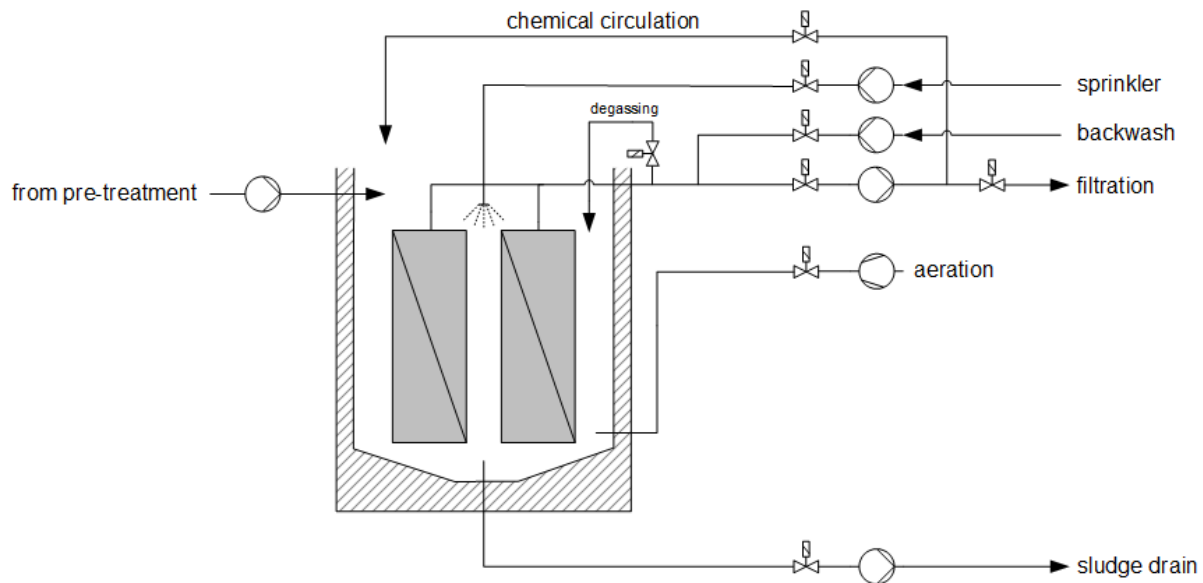 chemical circulation
sprinkler
degassing
backwash
from pre-treatment
filtration
aeration
sludge drain